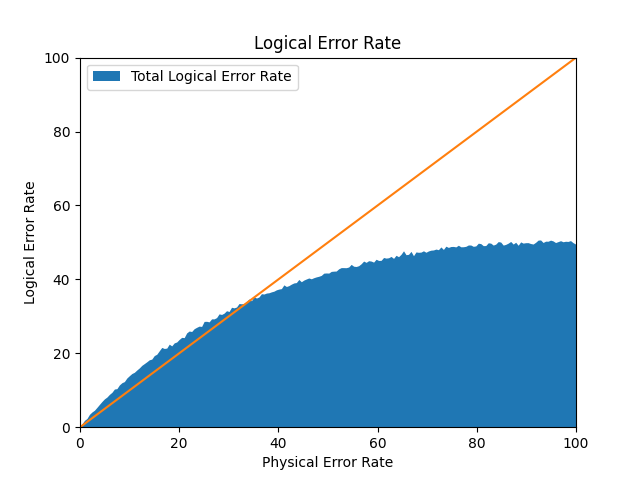 Logical Error Rate
Total Logical Error Rate
100
80
60
40
20
0
Logical Error Rate
0 20 40 60 80 100
Physical Error Rate